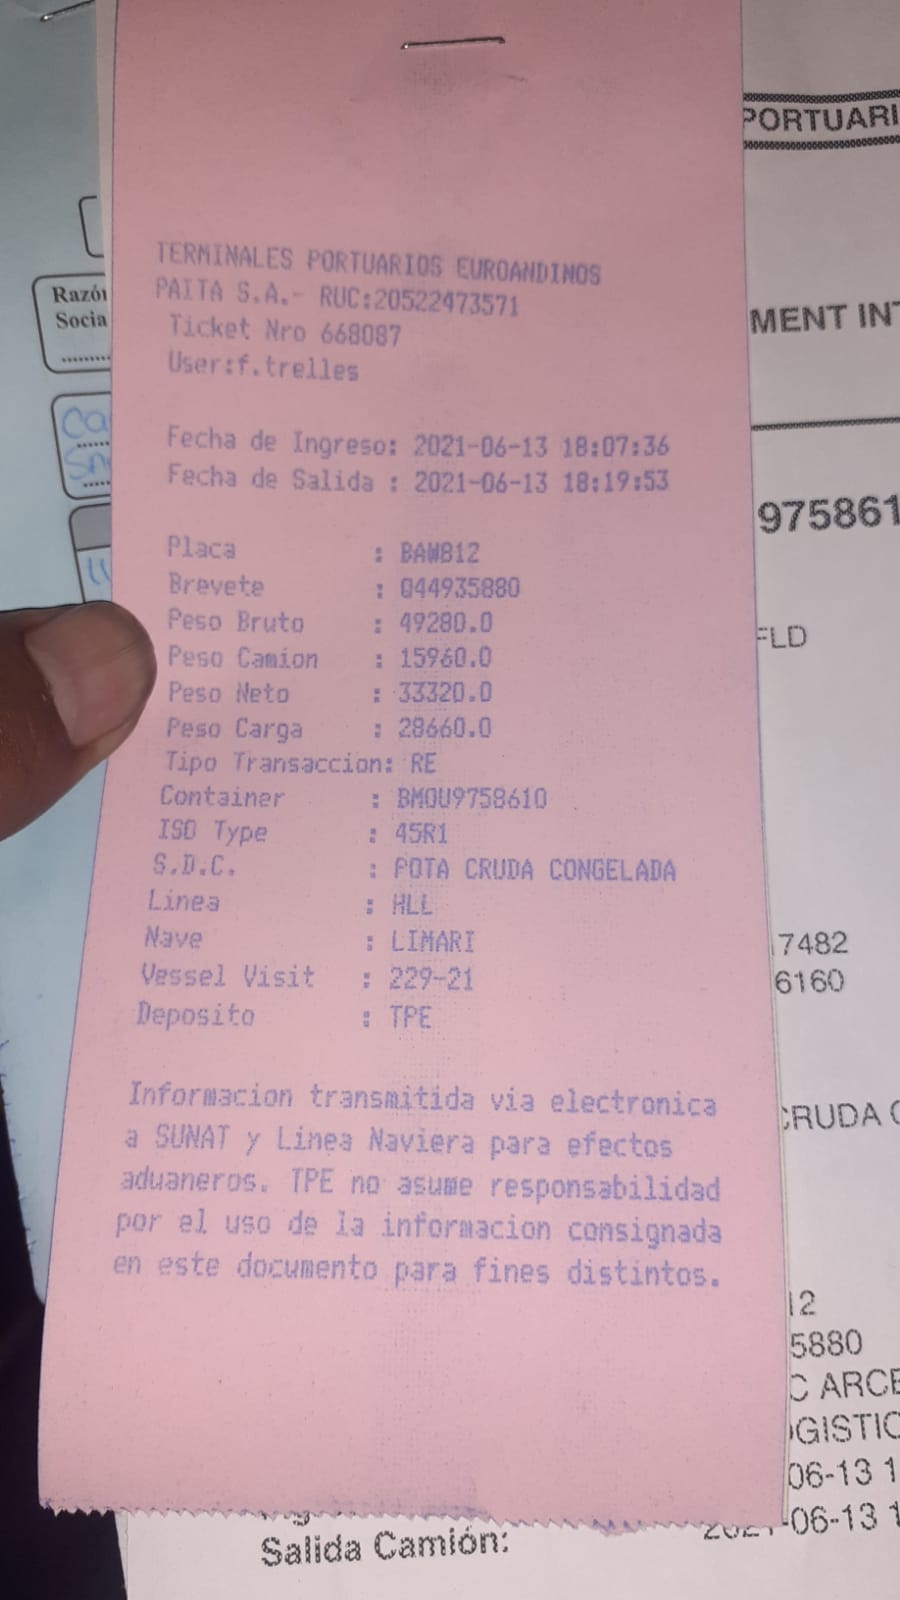 TERMINALES PORTUARIOS EUROANDINOS
PAITA S.A.- RUC:20522473571
Ticket Nro 668087
User:f.trelles
Fecha de Ingreso: 2021-06-13 18:07:36
Fecha de Salida : 2021-06-13 18:19:53
Placa : BAW812
Brevete : Q44935880
Peso Bruto : 49280.0
Peso Camion : 15960.0
Peso Neto : 33320.0
Peso Carga : 28660.0
Tipo Transaccion: RE
Container : BMOU9758610
ISO Type : 45R1
S.D.C. : POTA CRUDA CONGELADA
Linea : HLL
Nave : LIMARI
Vessel Visit : 229-21
Deposito : TPE
Informacion transmitida via electronica
a SUNAT y Linea Naviera para efectos
aduaneros. TPE no asume responsabilidad
por el uso de la informacion consignada
en este documento para fines distintos.
Razón
Socia
PORTUARI
MENT INT
975861
FLD
7482
6160
CRUDA C
12
5880
C ARCE
OGISTIC
06-13 1
Salida Camión: 2021-06-13 1